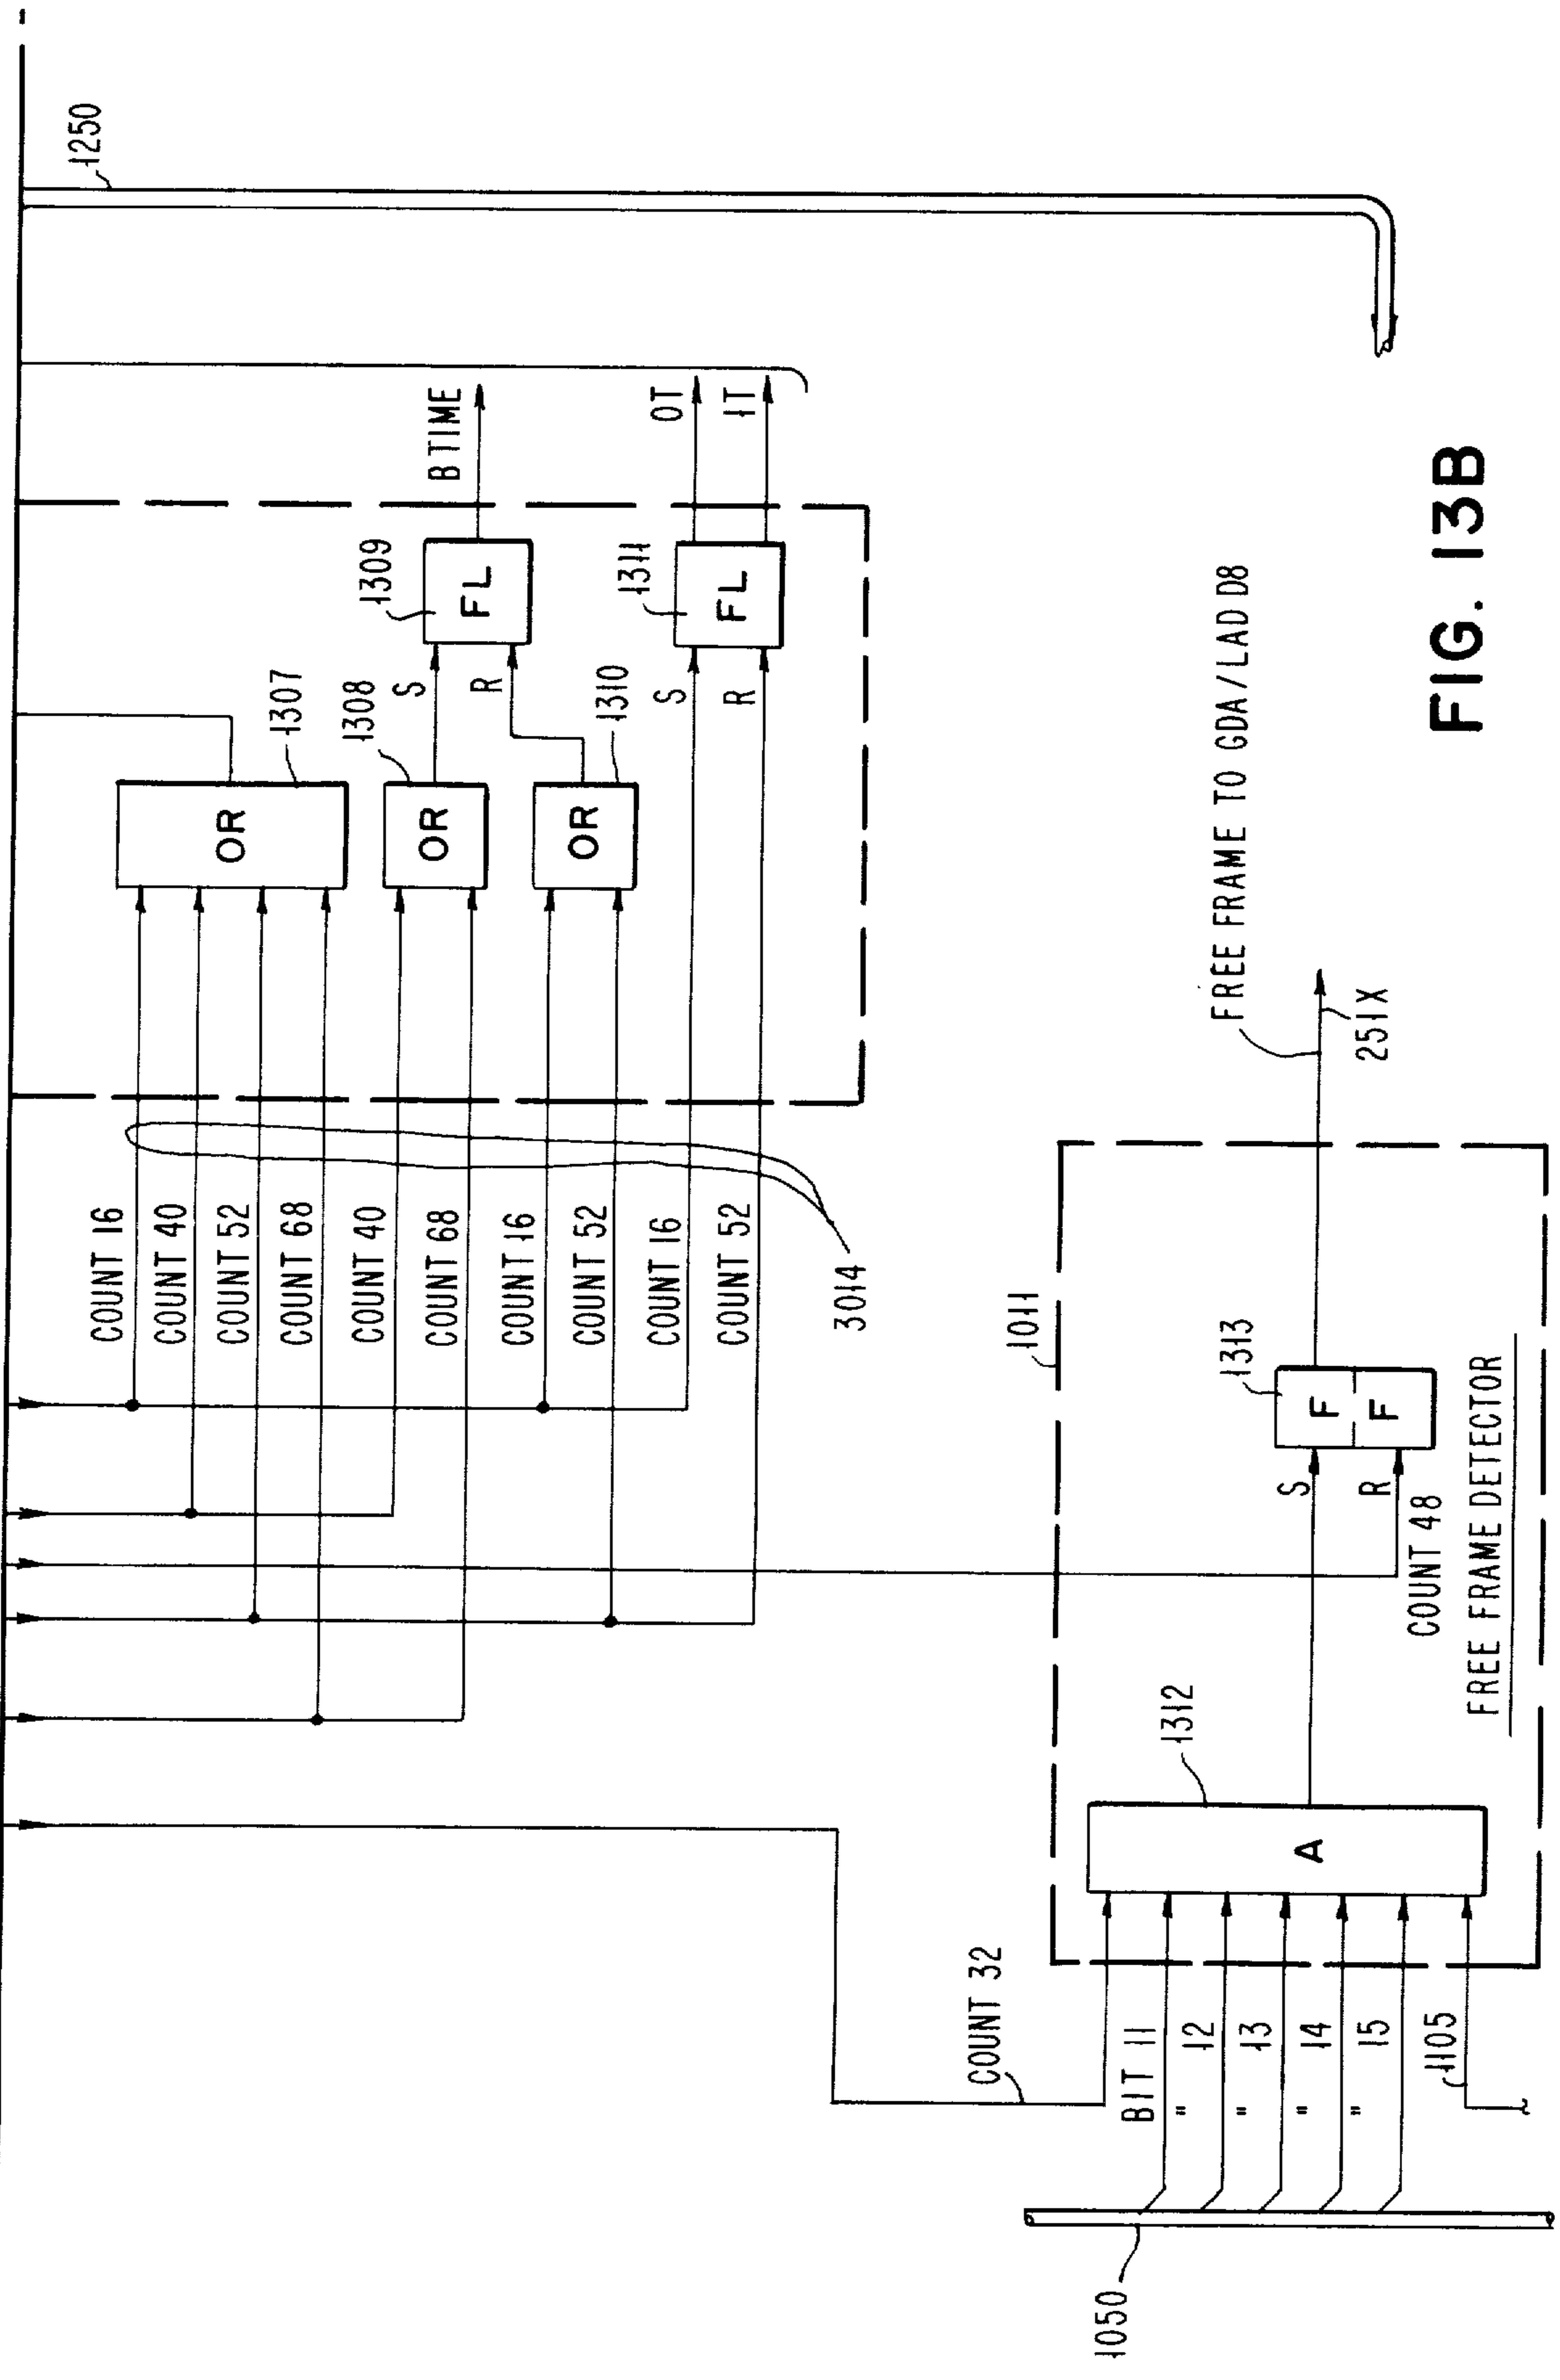 1250
COUNT 16
COUNT 40
COUNT 52
COUNT 68
COUNT 40
COUNT 68
COUNT 16
COUNT 52
COUNT 16
COUNT 52
3014
OR
1307
OR
1308
OR
1310
S
R
FL
1309
B TIME
S
R
FL
1311
0T
1T
COUNT 32
BIT 11
" 12
" 13
" 14
" 15
1105
1050
A
1312
1011
S
R
COUNT 48
F
F
1313
FREE FRAME DETECTOR
FREE FRAME TO GDA/LAD D8
251X
FIG. 13B